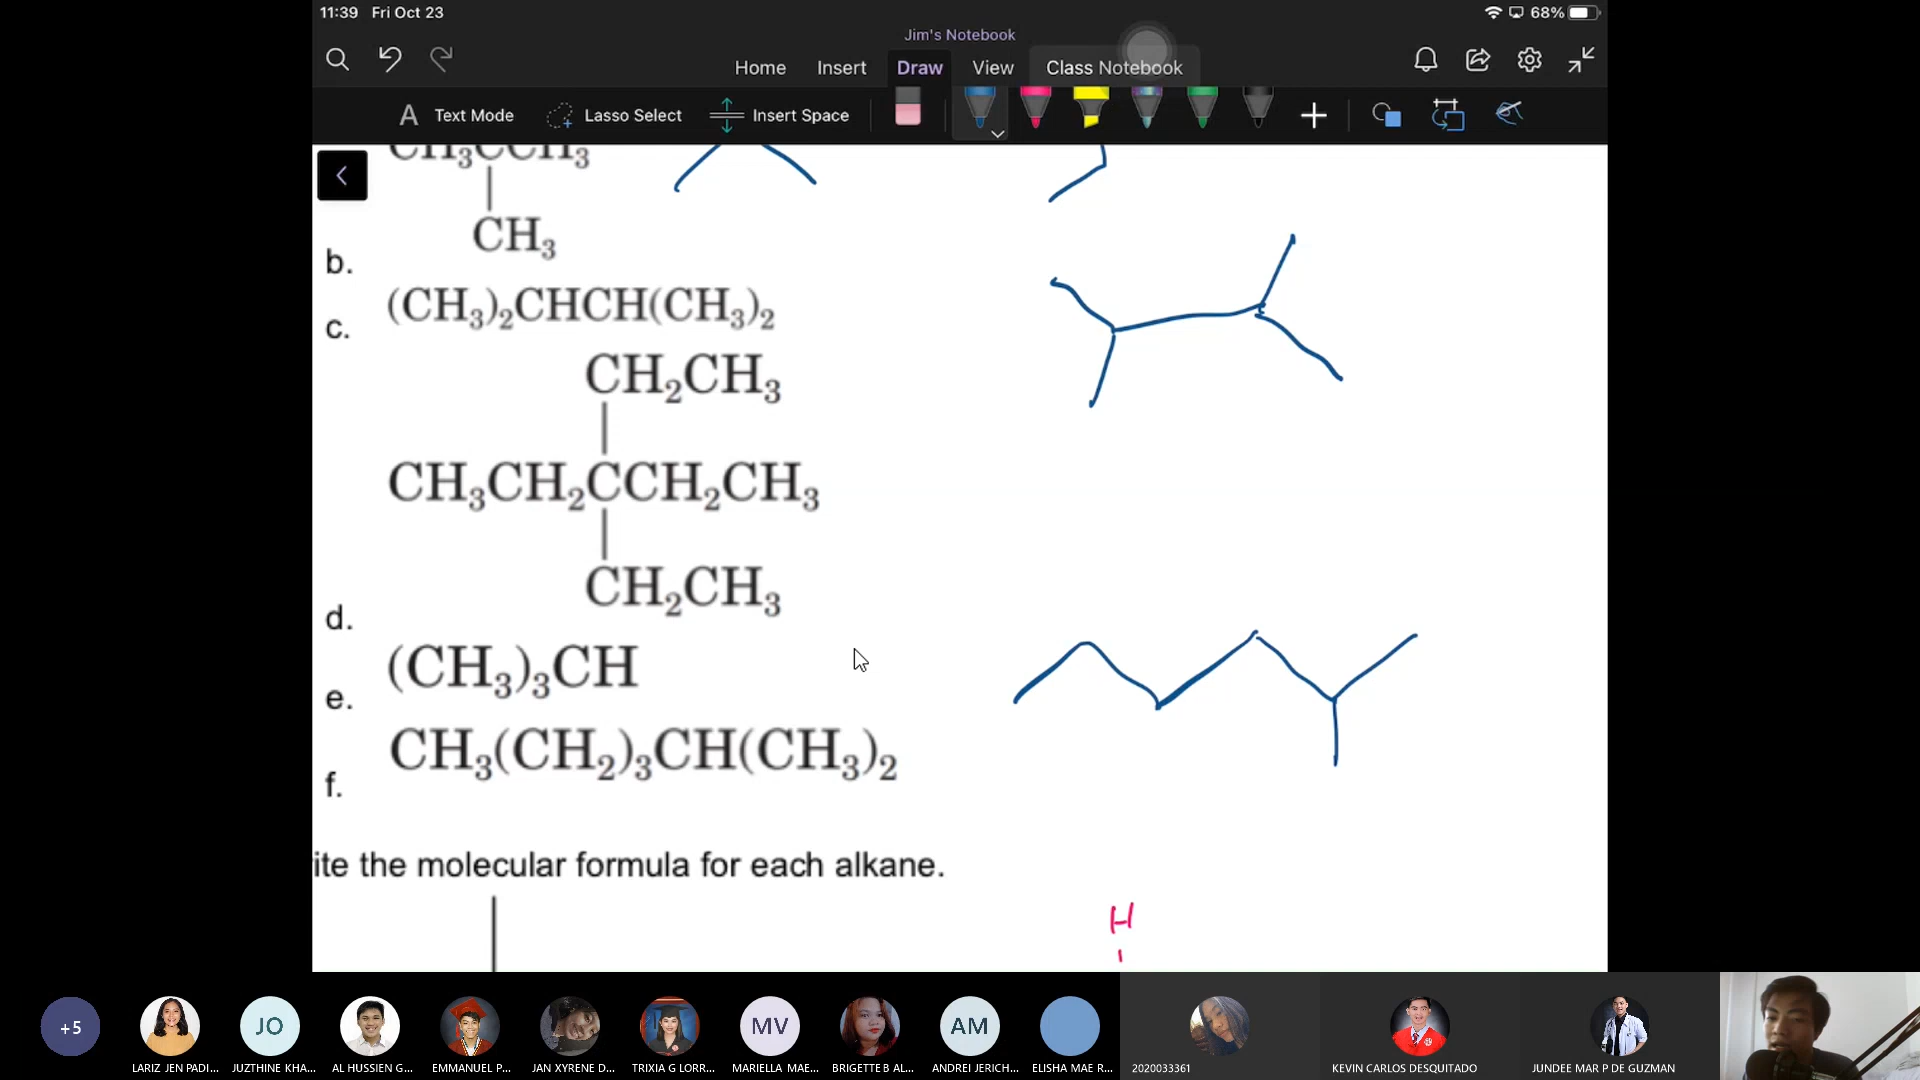 11:39 Fri Oct 23
68%
Jim's Notebook
Home Insert Draw View Class Notebook
A Text Mode Lasso Select Insert Space
CH₃CCH₃
CH₃
b.
(CH₃)₂CHCH(CH₃)₂
c.
CH₂CH₃
CH₃CH₂CCH₂CH₃
CH₂CH₃
d.
(CH₃)₃CH
e.
CH₃(CH₂)₃CH(CH₃)₂
f.
ite the molecular formula for each alkane.
H
+5 JO MV AM
LARIZ JEN PADI... JUZTHINE KHA... AL HUSSIEN G... EMMANUEL P... JAN XYRENE D... TRIXIA G LORR... MARIELLA MAE... BRIGETTE B AL... ANDREI JERICH... ELISHA MAE R... 2020033361 KEVIN CARLOS DESQUITADO JUNDEE MAR P DE GUZMAN